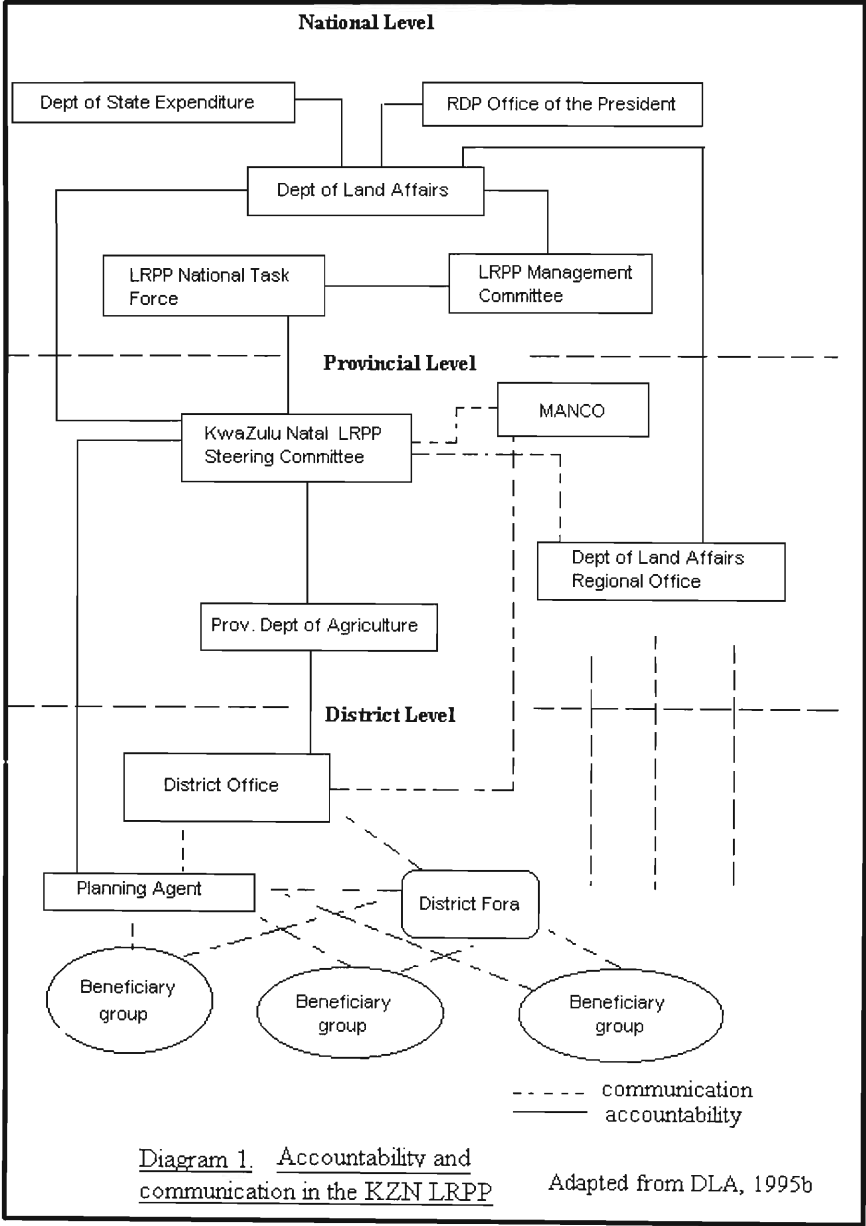 National Level
Dept of State Expenditure
RDP Office of the President
Dept of Land Affairs
LRPP National Task
Force
LRPP Management
Committee
Provincial Level
MANCO
KwaZulu Natal LRPP
Steering Committee
Dept of Land Affairs
Regional Office
Prov. Dept of Agriculture
District Level
District Office
Planning Agent
District Fora
Beneficiary
group
Beneficiary
group
Beneficiary
group
communication
accountability
Diagram 1. Accountability and
communication in the KZN LRPP
Adapted from DLA, 1995b